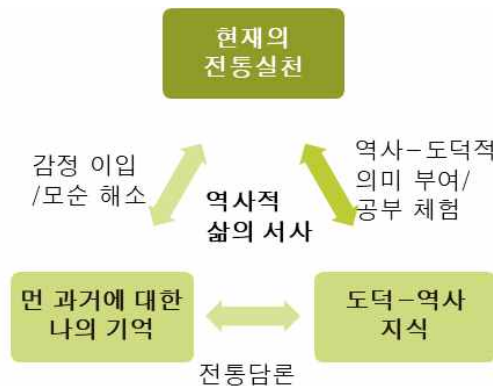 현재의
전통실천
감정 이입
/모순 해소
역사-도덕적
의미 부여/
공부 체험
역사적
삶의 서사
먼 과거에 대한
나의 기억
도덕-역사
지식
전통담론